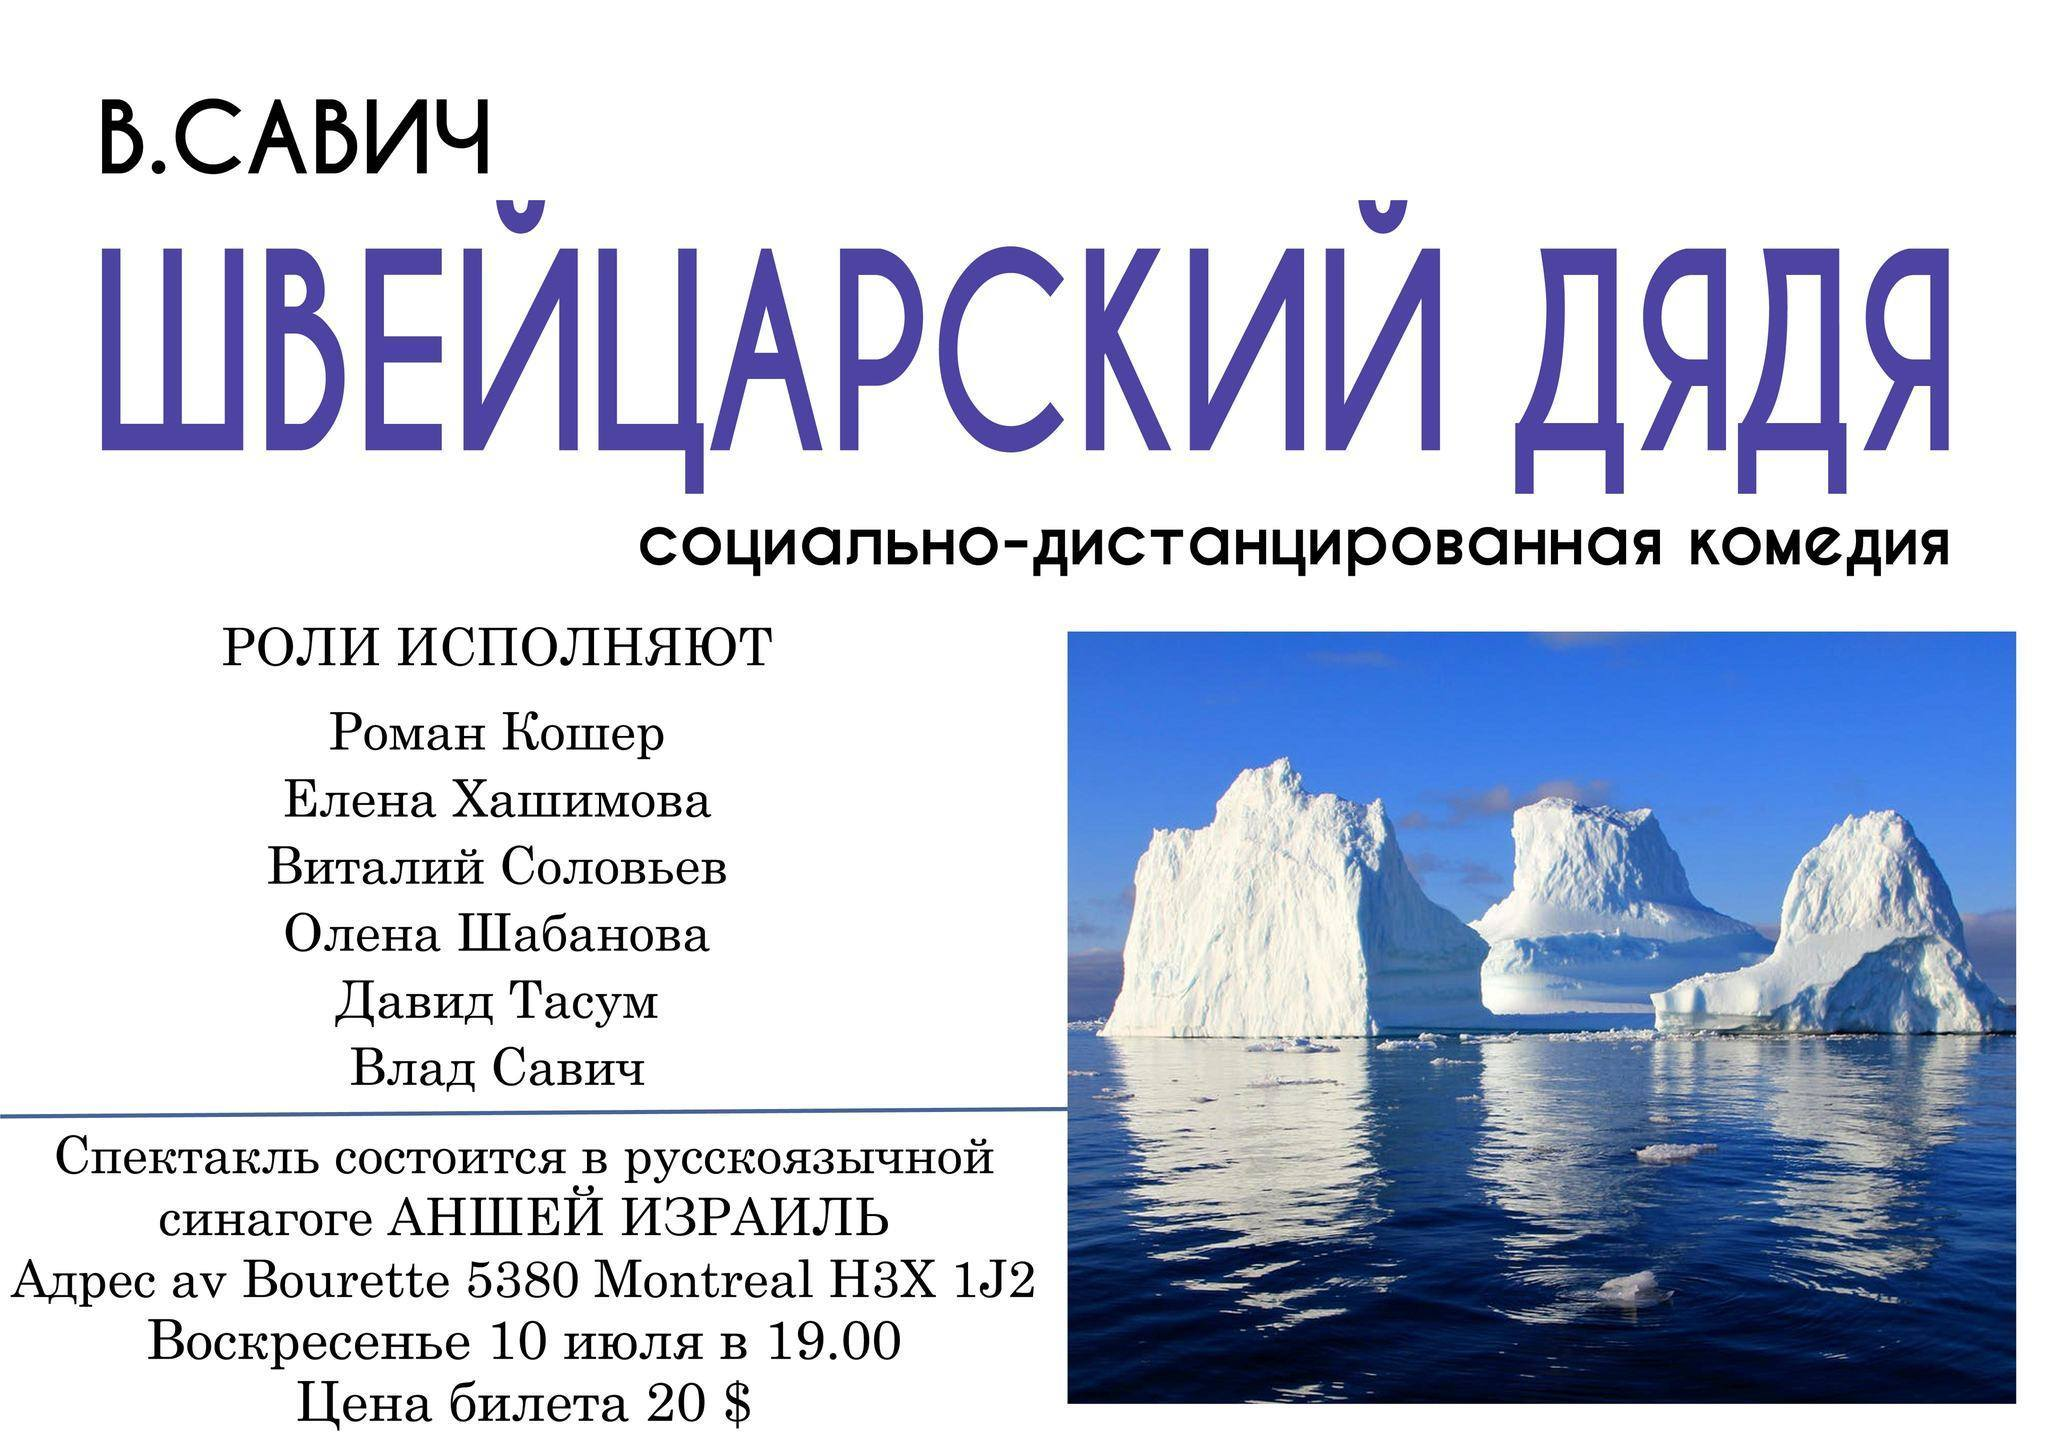 В.САВИЧ
ШВЕЙЦАРСКИЙ ДЯДЯ
социально-дистанцированная комедия
РОЛИ ИСПОЛНЯЮТ
Роман Кошер
Елена Хашимова
Виталий Соловьев
Олена Шабанова
Давид Тасум
Влад Савич
Спектакль состоится в русскоязычной
синагоге АНШЕЙ ИЗРАИЛЬ
Адрес av Bourette 5380 Montreal H3X 1J2
Воскресенье 10 июля в 19.00
Цена билета 20 $